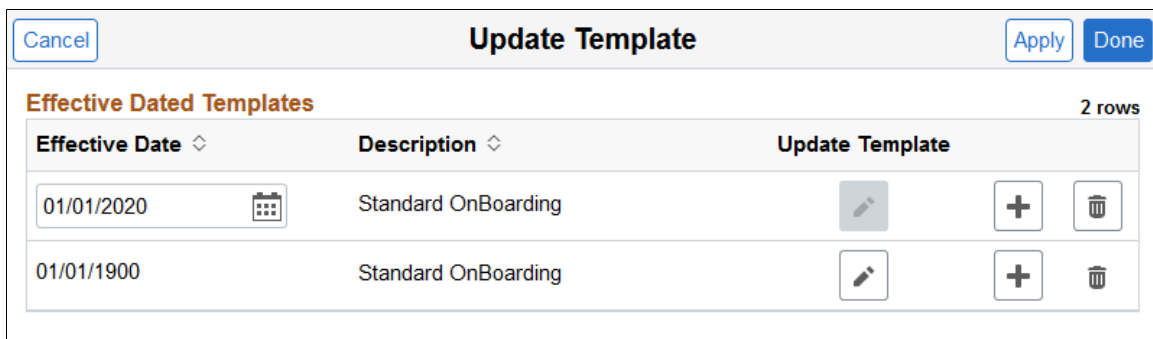 Cancel Update Template Apply Done
Effective Dated Templates 2 rows
Effective Date Description Update Template
01/01/2020 Standard OnBoarding
01/01/1900 Standard OnBoarding